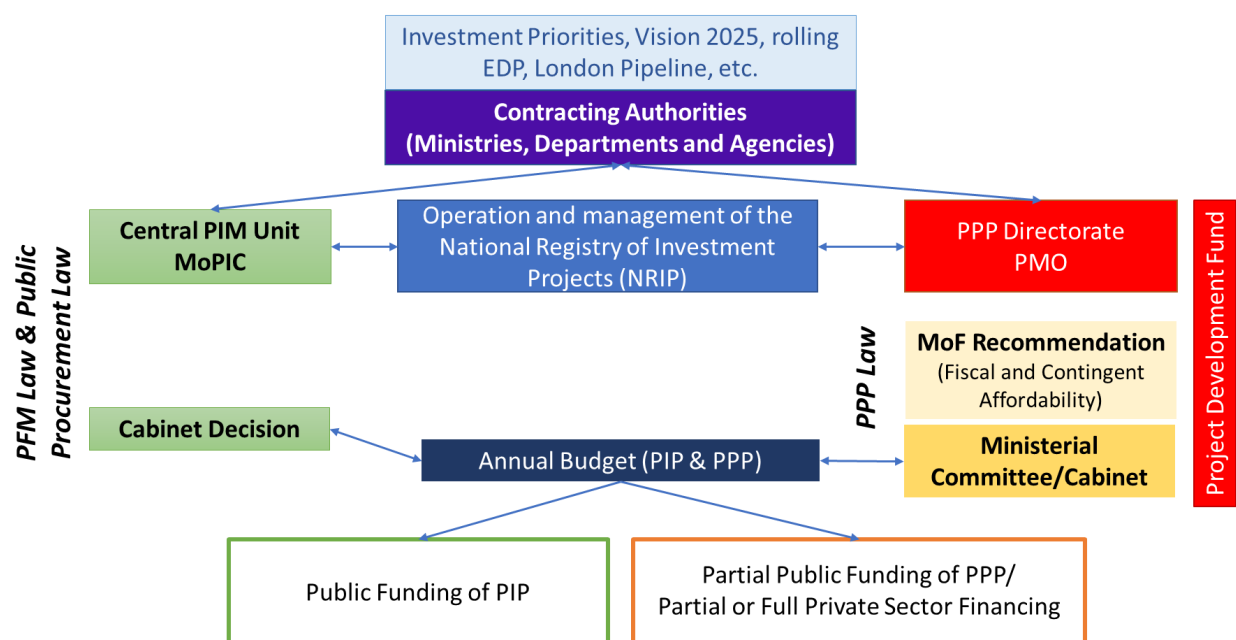 Investment Priorities, Vision 2025, rolling
EDP, London Pipeline, etc.
Contracting Authorities
(Ministries, Departments and Agencies)
PFM Law & Public
Procurement Law
Central PIM Unit
MoPIC
Operation and management of the
National Registry of Investment
Projects (NRIP)
PPP Directorate
PMO
Project Development Fund
PPP Law
MoF Recommendation
(Fiscal and Contingent
Affordability)
Cabinet Decision
Annual Budget (PIP & PPP)
Ministerial
Committee/Cabinet
Public Funding of PIP
Partial Public Funding of PPP/
Partial or Full Private Sector Financing